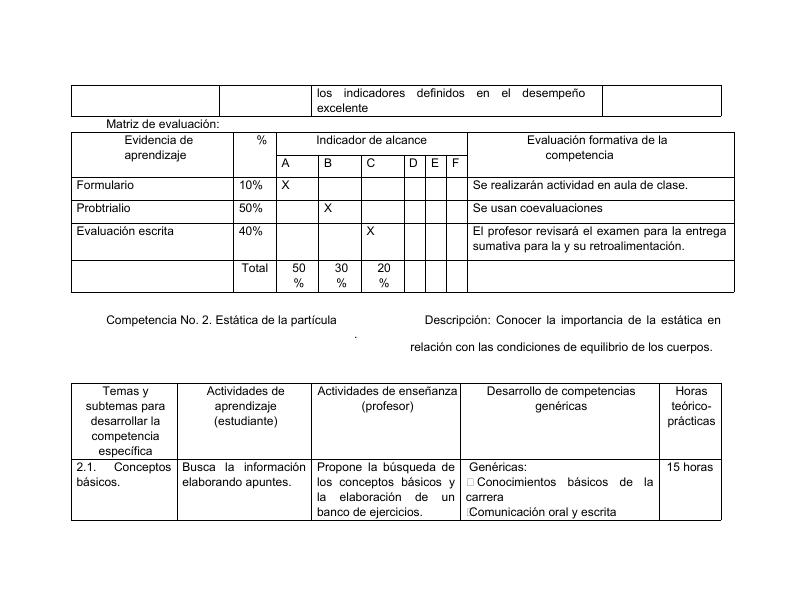 los indicadores definidos en el desempeño
excelente
Matriz de evaluación:
Evidencia de
aprendizaje
%
Indicador de alcance
Evaluación formativa de la
competencia
A B C D E F
Formulario 10% X Se realizarán actividad en aula de clase.
Probtrialio 50% X Se usan coevaluaciones
Evaluación escrita 40% X El profesor revisará el examen para la entrega
sumativa para la y su retroalimentación.
Total 50 30 20
% % %
Competencia No. 2. Estática de la partícula
.
Descripción: Conocer la importancia de la estática en
relación con las condiciones de equilibrio de los cuerpos.
Temas y
subtemas para
desarrollar la
competencia
específica
Actividades de
aprendizaje
(estudiante)
Actividades de enseñanza
(profesor)
Desarrollo de competencias
genéricas
Horas
teórico-
prácticas
2.1. Conceptos
básicos.
Busca la información
elaborando apuntes.
Propone la búsqueda de
los conceptos básicos y
la elaboración de un
banco de ejercicios.
Genéricas:
Conocimientos básicos de la
carrera
Comunicación oral y escrita
15 horas